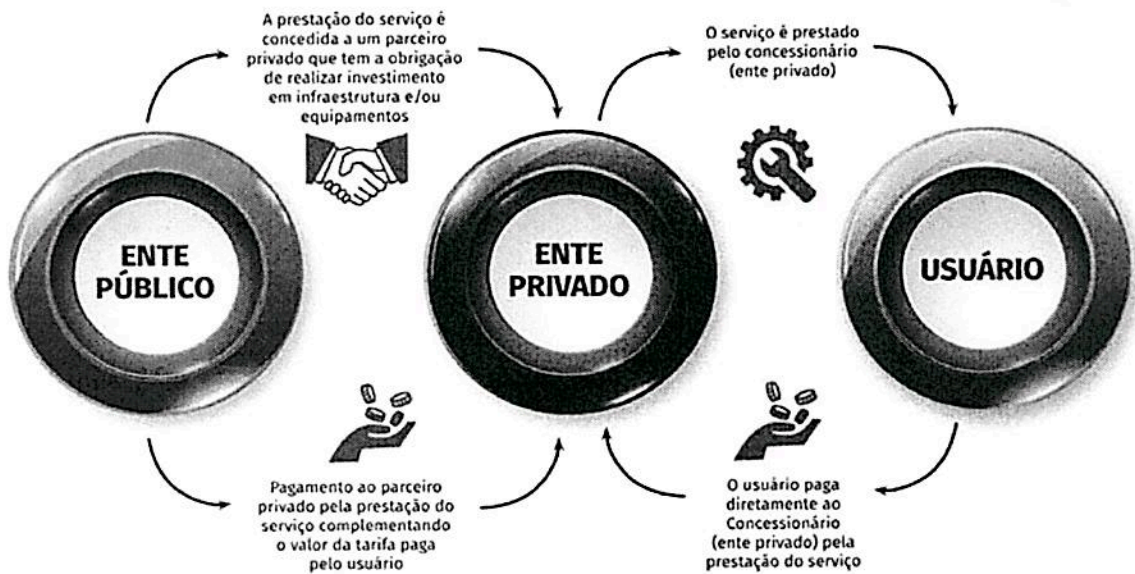 A prestação do serviço é
concedida a um parceiro
privado que tem a obrigação
de realizar investimento
em infraestrutura e/ou
equipamentos
O serviço é prestado
pelo concessionário
(ente privado)
ENTE
PÚBLICO
ENTE
PRIVADO
USUÁRIO
Pagamento ao parceiro
privado pela prestação do
serviço complementando
o valor da tarifa paga
pelo usuário
O usuário paga
diretamente ao
Concessionário
(ente privado) pela
prestação do serviço